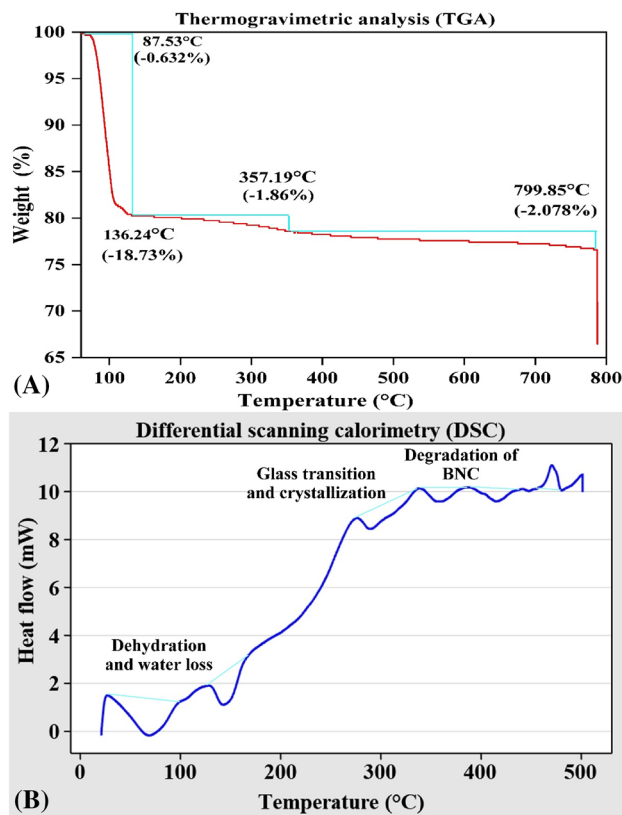 Thermogravimetric analysis (TGA)
100
95
90
85
80
75
70
65
Weight (%)
87.53°C
(-0.632%)
357.19°C
(-1.86%)
799.85°C
(-2.078%)
136.24°C
(-18.73%)
100
200
300
400
500
600
700
800
(A)
Temperature (°C)
Differential scanning calorimetry (DSC)
12
10
8
6
4
2
0
Heat flow (mW)
Degradation of
BNC
Glass transition
and crystallization
Dehydration
and water loss
0
100
200
300
400
500
(B)
Temperature (°C)